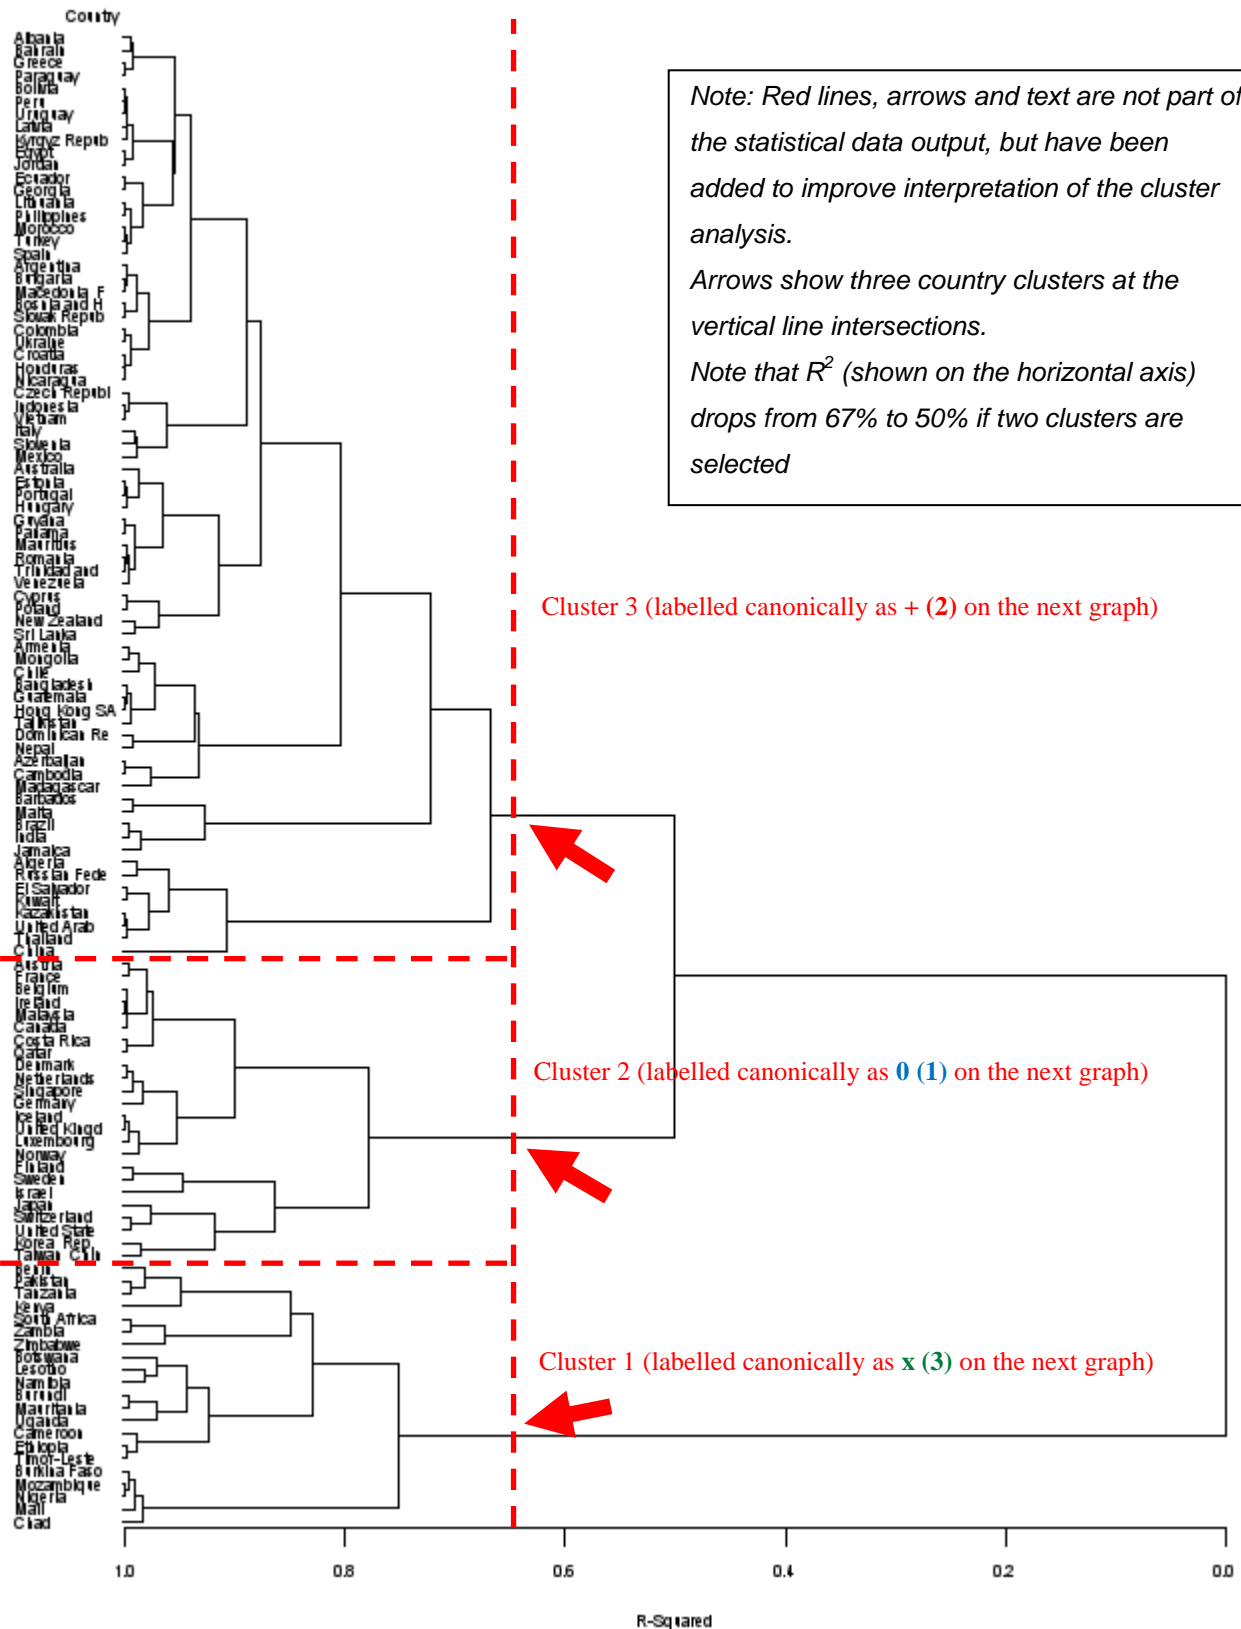 Country
Albania
Bahrain
Greece
Paraguay
Bolivia
Peru
Uruguay
Latvia
Kyrgyz Repub
Egypt
Jordan
Ecuador
Georgia
Lithuania
Philippines
Morocco
Turkey
Spain
Argentina
Bulgaria
Macedonia F
Bosnia and H
Slovak Repub
Colombia
Ukraine
Croatia
Honduras
Nicaragua
Czech Republ
Indonesia
Vietnam
Italy
Slovenia
Mexico
Australia
Estonia
Portugal
Hungary
Guyana
Panama
Mauritius
Romania
Trinidad and
Venezuela
Cyprus
Poland
New Zealand
Sri Lanka
Armenia
Mongolia
Chile
Bangladesh
Guatemala
Hong Kong SA
Tajikistan
Dominican Re
Nepal
Azerbaijan
Cambodia
Madagascar
Barbados
Malta
Brazil
India
Jamaica
Algeria
Russian Fede
El Salvador
Kuwait
Kazakhstan
United Arab
Thailand
China
Austria
France
Belgium
Ireland
Malaysia
Canada
Costa Rica
Qatar
Denmark
Netherlands
Singapore
Germany
Iceland
United Kingd
Luxembourg
Norway
Finland
Sweden
Israel
Japan
Switzerland
United State
Korea Rep
Taiwan Chin
Benin
Pakistan
Tanzania
Kenya
South Africa
Zambia
Zimbabwe
Botswana
Lesotho
Namibia
Burundi
Mauritania
Uganda
Cameroon
Ethiopia
Timor-Leste
Burkina Faso
Mozambique
Nigeria
Mali
Chad
Note: Red lines, arrows and text are not part of
the statistical data output, but have been
added to improve interpretation of the cluster
analysis.
Arrows show three country clusters at the
vertical line intersections.
Note that R² (shown on the horizontal axis)
drops from 67% to 50% if two clusters are
selected
Cluster 3 (labelled canonically as + (2) on the next graph)
Cluster 2 (labelled canonically as 0 (1) on the next graph)
Cluster 1 (labelled canonically as x (3) on the next graph)
1.0 0.8 0.6 0.4 0.2 0.0
R-Squared